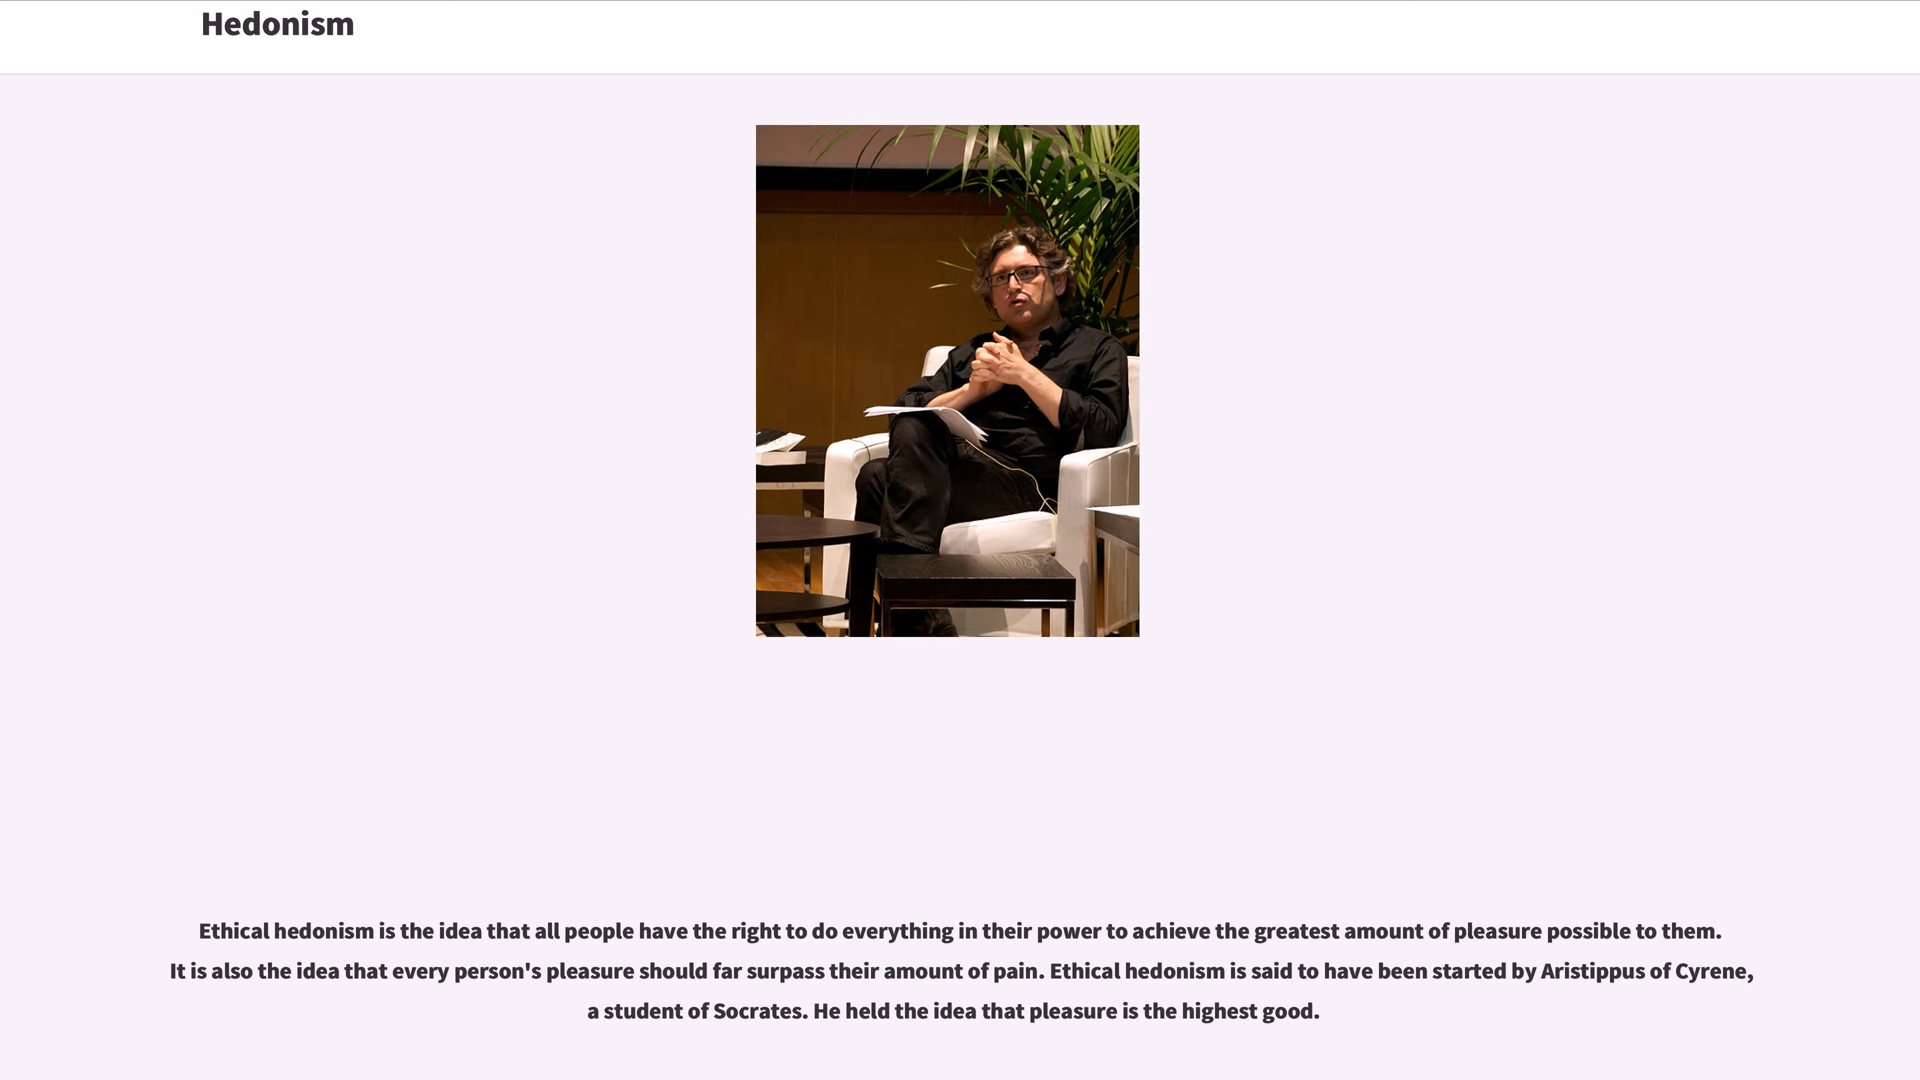 Hedonism
Ethical hedonism is the idea that all people have the right to do everything in their power to achieve the greatest amount of pleasure possible to them.
It is also the idea that every person's pleasure should far surpass their amount of pain. Ethical hedonism is said to have been started by Aristippus of Cyrene,
a student of Socrates. He held the idea that pleasure is the highest good.